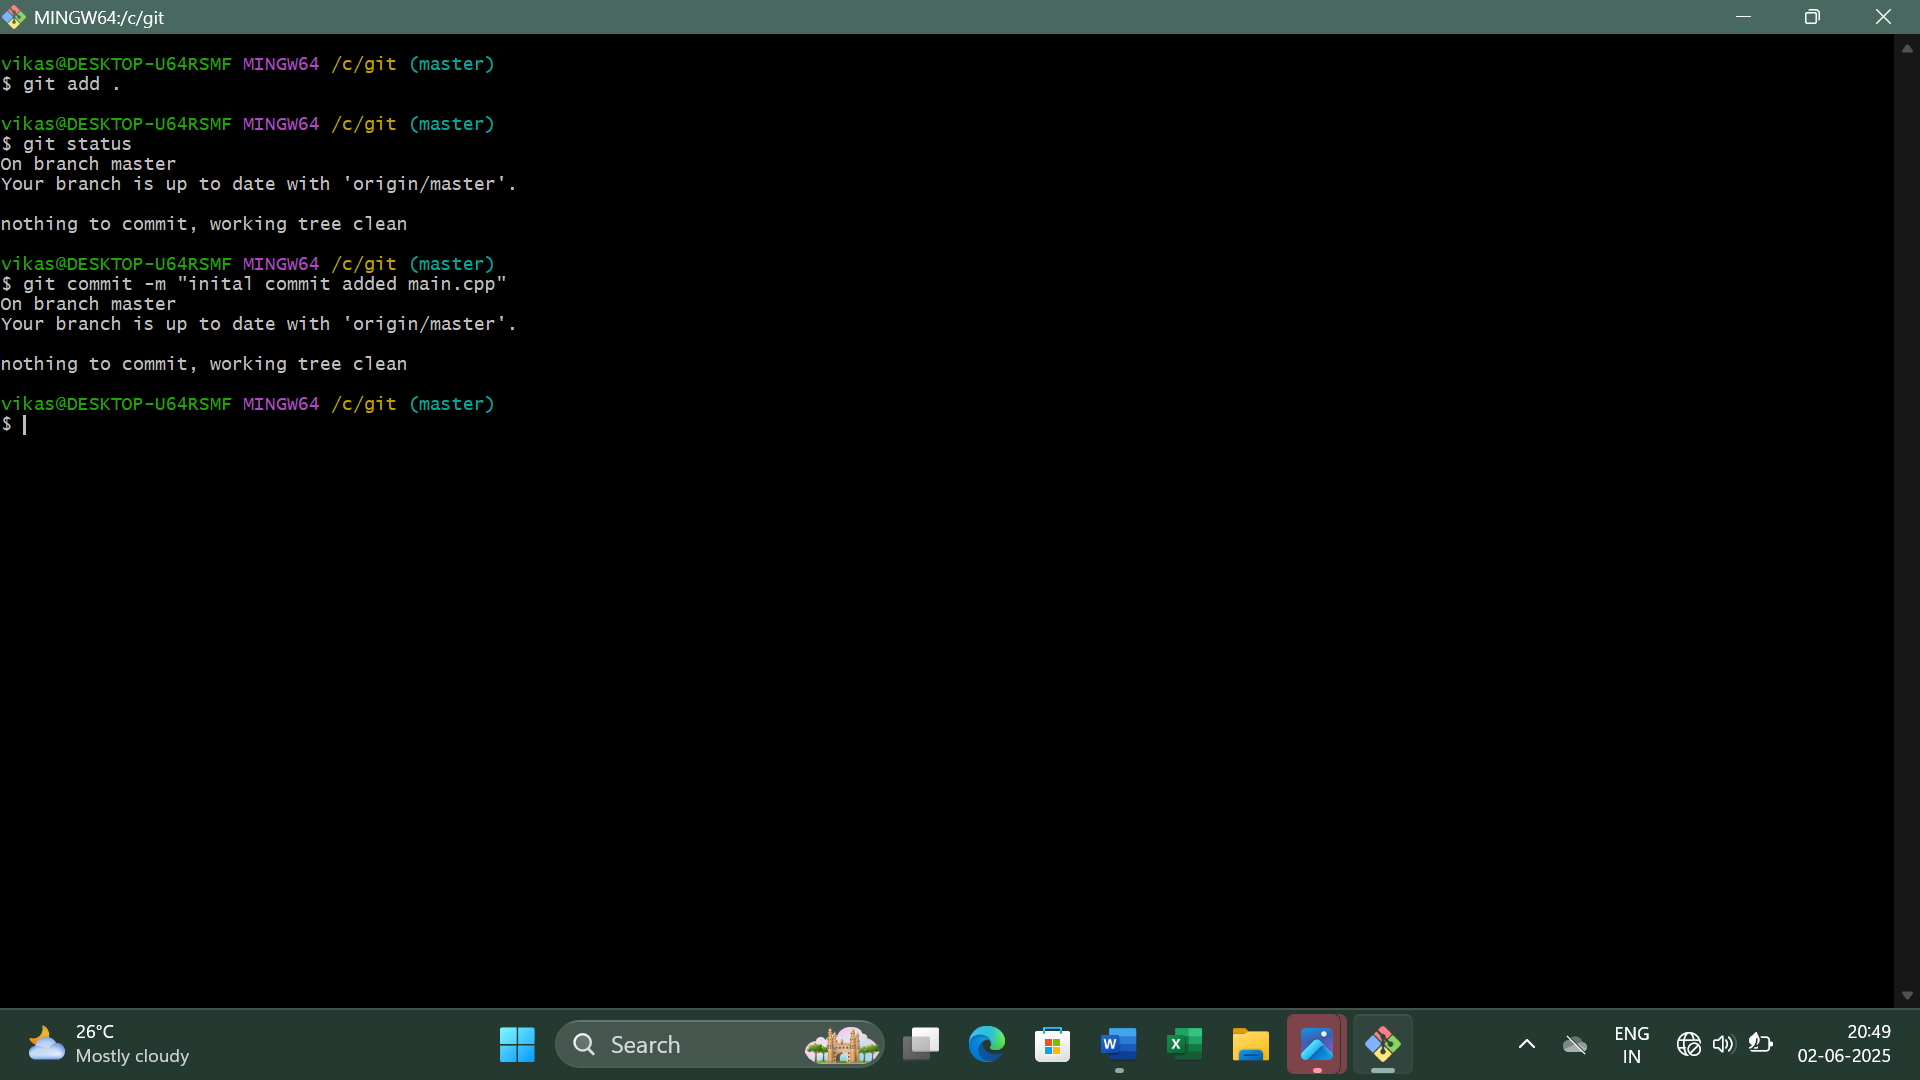 MINGW64:/c/git
vikas@DESKTOP-U64RSMF MINGW64 /c/git (master)
$ git add .
vikas@DESKTOP-U64RSMF MINGW64 /c/git (master)
$ git status
On branch master
Your branch is up to date with 'origin/master'.
nothing to commit, working tree clean
vikas@DESKTOP-U64RSMF MINGW64 /c/git (master)
$ git commit -m "inital commit added main.cpp"
On branch master
Your branch is up to date with 'origin/master'.
nothing to commit, working tree clean
vikas@DESKTOP-U64RSMF MINGW64 /c/git (master)
$
26°C
Mostly cloudy
Search
ENG
IN
20:49
02-06-2025